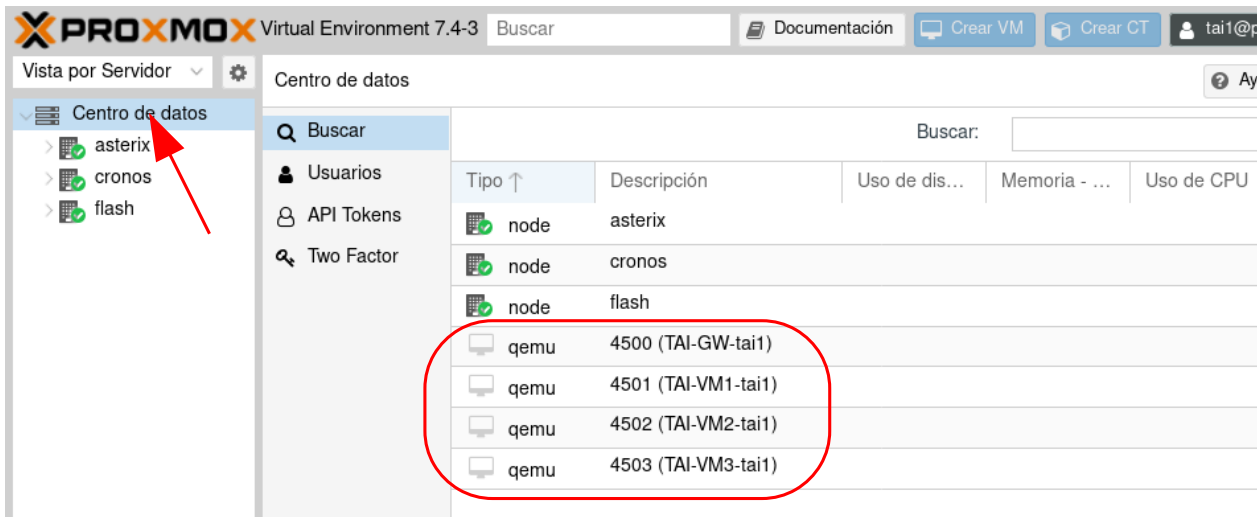 PROXMOX Virtual Environment 7.4-3 Buscar Documentación Crear VM Crear CT tai1@p
Vista por Servidor Centro de datos Ay
Centro de datos
asterix
cronos
flash
Buscar
Usuarios
API Tokens
Two Factor
Buscar:
Tipo Descripción Uso de dis... Memoria - ... Uso de CPU
node asterix
node cronos
node flash
qemu 4500 (TAI-GW-tai1)
qemu 4501 (TAI-VM1-tai1)
qemu 4502 (TAI-VM2-tai1)
qemu 4503 (TAI-VM3-tai1)